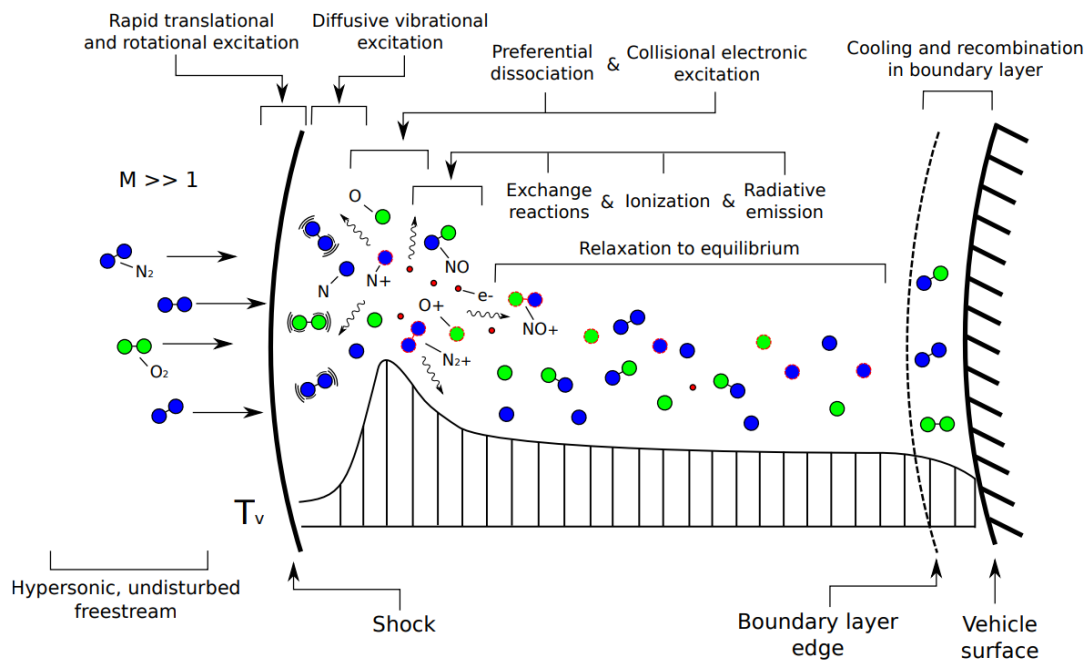 Rapid translational
and rotational excitation
Diffusive vibrational
excitation
Preferential
dissociation
&
Collisional electronic
excitation
Cooling and recombination
in boundary layer
M >> 1
Exchange
reactions
&
Ionization
&
Radiative
emission
Relaxation to equilibrium
O
N₂
N
N+
NO
e-
O+
NO+
O₂
N₂+
Tᵥ
Hypersonic, undisturbed
freestream
Shock
Boundary layer
edge
Vehicle
surface